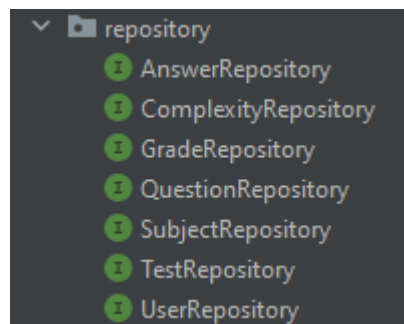 repository
AnswerRepository
ComplexityRepository
GradeRepository
QuestionRepository
SubjectRepository
TestRepository
UserRepository